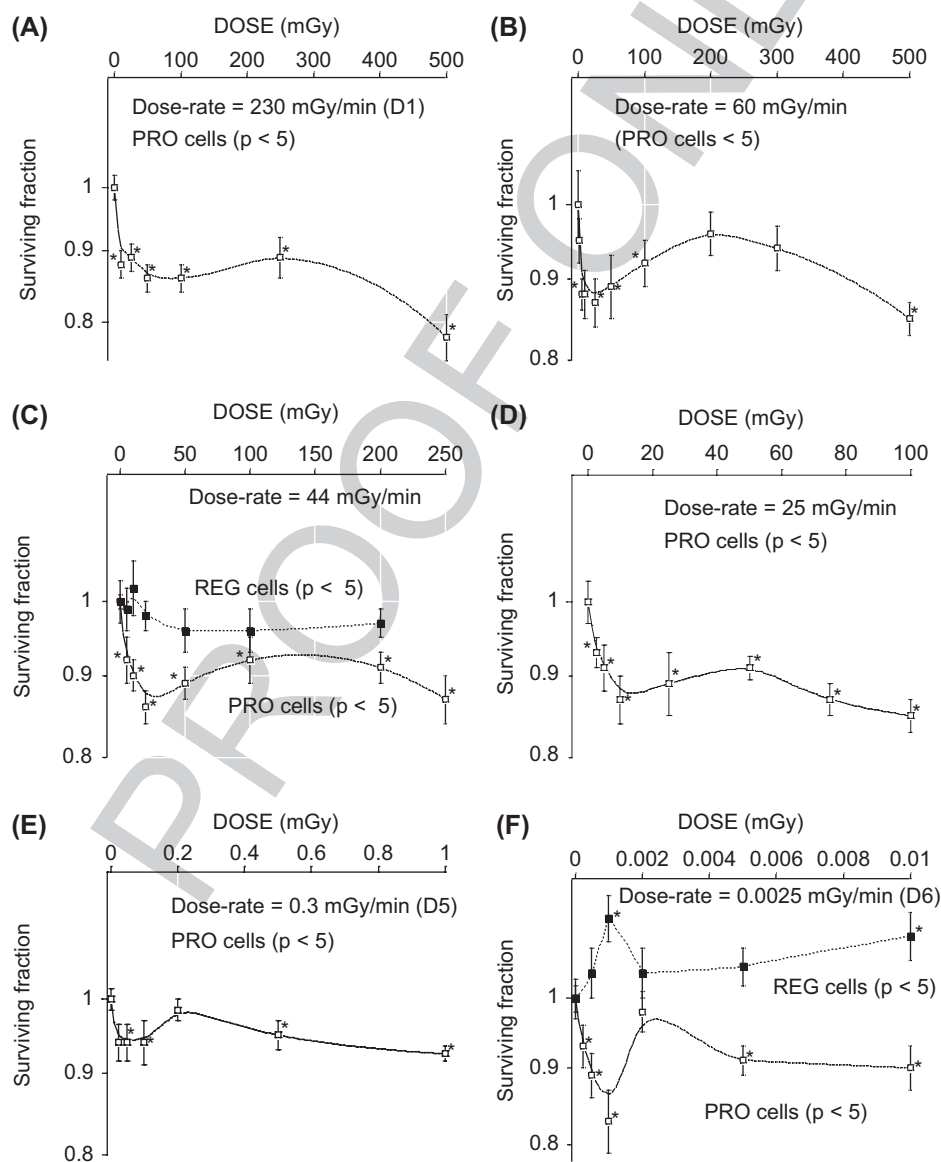 (A)
DOSE (mGy)
0 100 200 300 400 500
Dose-rate = 230 mGy/min (D1)
PRO cells (p < 5)
Surviving fraction
1
0.9
0.8
* * * * * *
(B)
DOSE (mGy)
0 100 200 300 400 500
Dose-rate = 60 mGy/min
(PRO cells < 5)
Surviving fraction
1
0.9
0.8
* * * * *
(C)
DOSE (mGy)
0 50 100 150 200 250
Dose-rate = 44 mGy/min
REG cells (p < 5)
PRO cells (p < 5)
Surviving fraction
1
0.9
0.8
* * * * * * *
(D)
DOSE (mGy)
0 20 40 60 80 100
Dose-rate = 25 mGy/min
PRO cells (p < 5)
Surviving fraction
1
0.9
0.8
* * * * * * *
(E)
DOSE (mGy)
0 0.2 0.4 0.6 0.8 1
Dose-rate = 0.3 mGy/min (D5)
PRO cells (p < 5)
Surviving fraction
1
0.9
0.8
* * * *
(F)
DOSE (mGy)
0 0.002 0.004 0.006 0.008 0.01
Dose-rate = 0.0025 mGy/min (D6)
REG cells (p < 5)
PRO cells (p < 5)
Surviving fraction
1
0.9
0.8
* * * * * * *
PROOF ONL